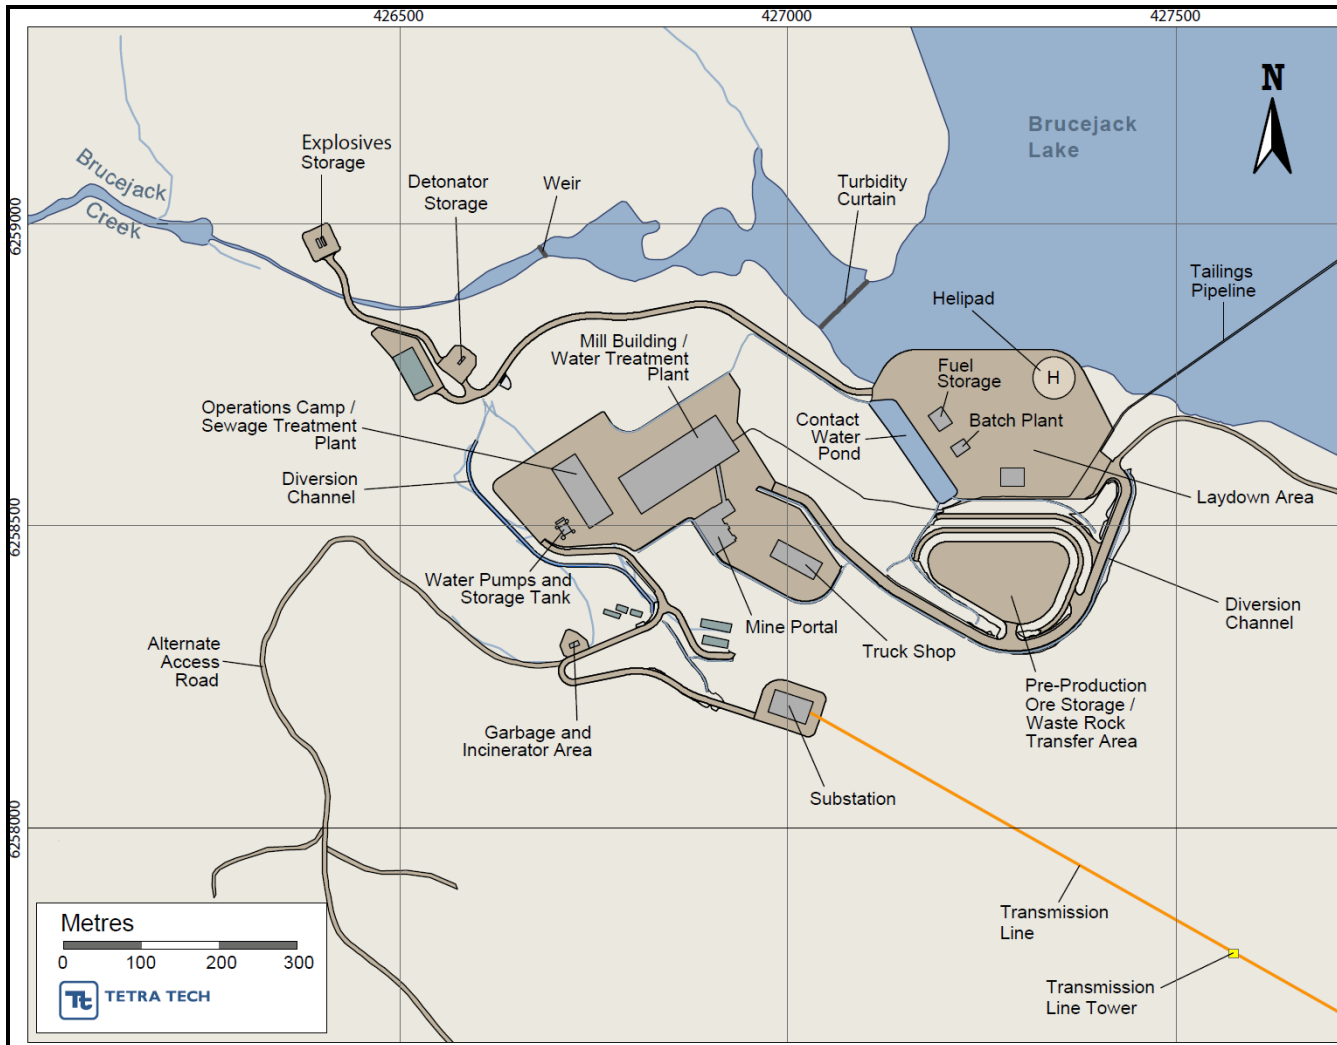 426500
427000
427500
N
Brucejack
Lake
Explosives
Storage
Brucejack
Creek
Detonator
Storage
Weir
Turbidity
Curtain
6259000
Tailings
Pipeline
Helipad
H
Mill Building /
Water Treatment
Plant
Fuel
Storage
Operations Camp /
Sewage Treatment
Plant
Contact
Water
Pond
Batch Plant
Diversion
Channel
Laydown Area
6258500
Water Pumps and
Storage Tank
Mine Portal
Truck Shop
Diversion
Channel
Alternate
Access
Road
Pre-Production
Ore Storage /
Waste Rock
Transfer Area
Garbage and
Incinerator Area
Substation
6258000
Transmission
Line
Transmission
Line Tower
Metres
0 100 200 300
Tt TETRA TECH